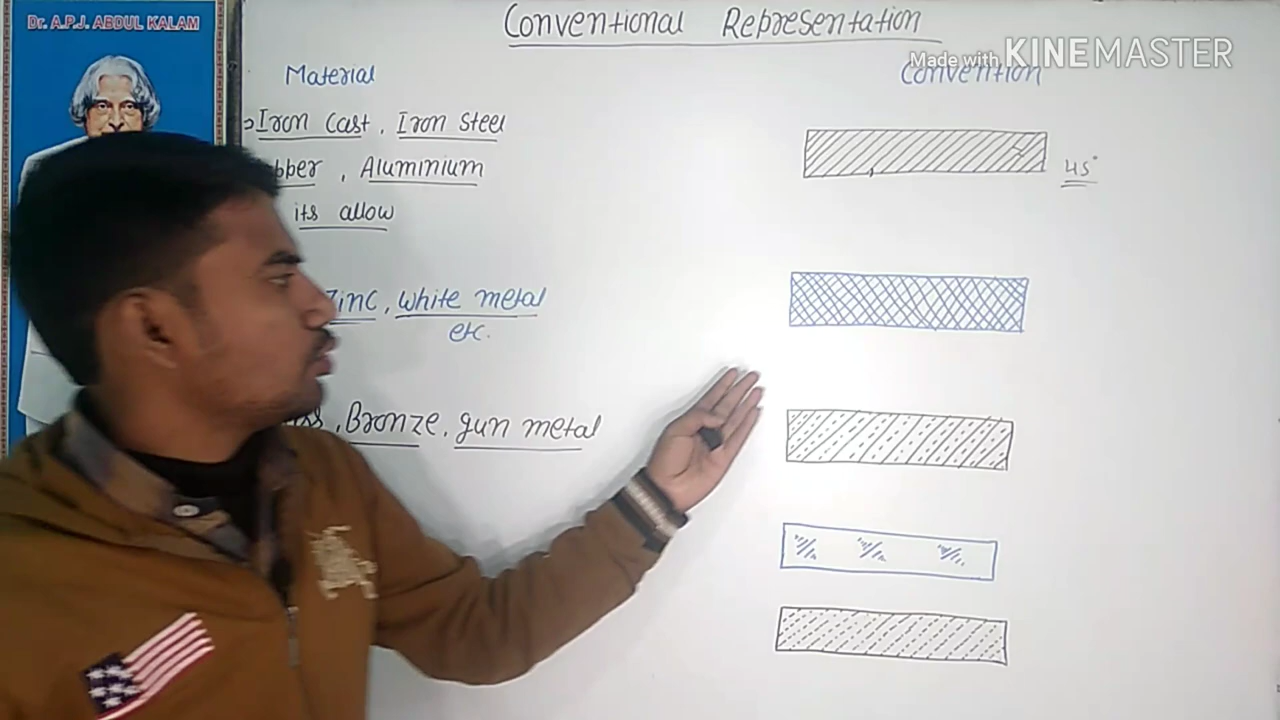 Dr. A.P.J. ABDUL KALAM
Conventional Representation
Made with KINEMASTER
Material
Convention
Iron Cast, Iron Steel
Aluminium
45°
its allow
Zinc, White metal
etc.
, Bronze, gun metal